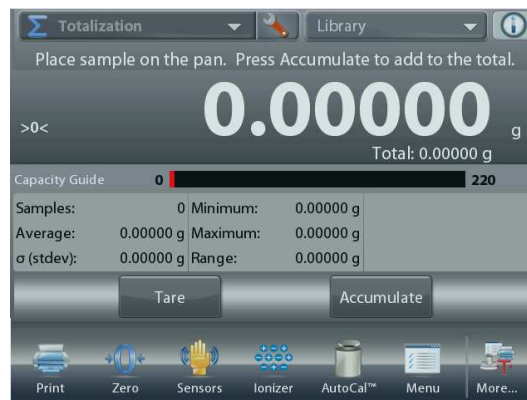 Σ Totalization Library
Place sample on the pan. Press Accumulate to add to the total.
>0< 0.00000 g
Total: 0.00000 g
Capacity Guide 0 220
Samples: 0 Minimum: 0.00000 g
Average: 0.00000 g Maximum: 0.00000 g
σ (stdev): 0.00000 g Range: 0.00000 g
Tare Accumulate
Print Zero Sensors Ionizer AutoCal™ Menu More...